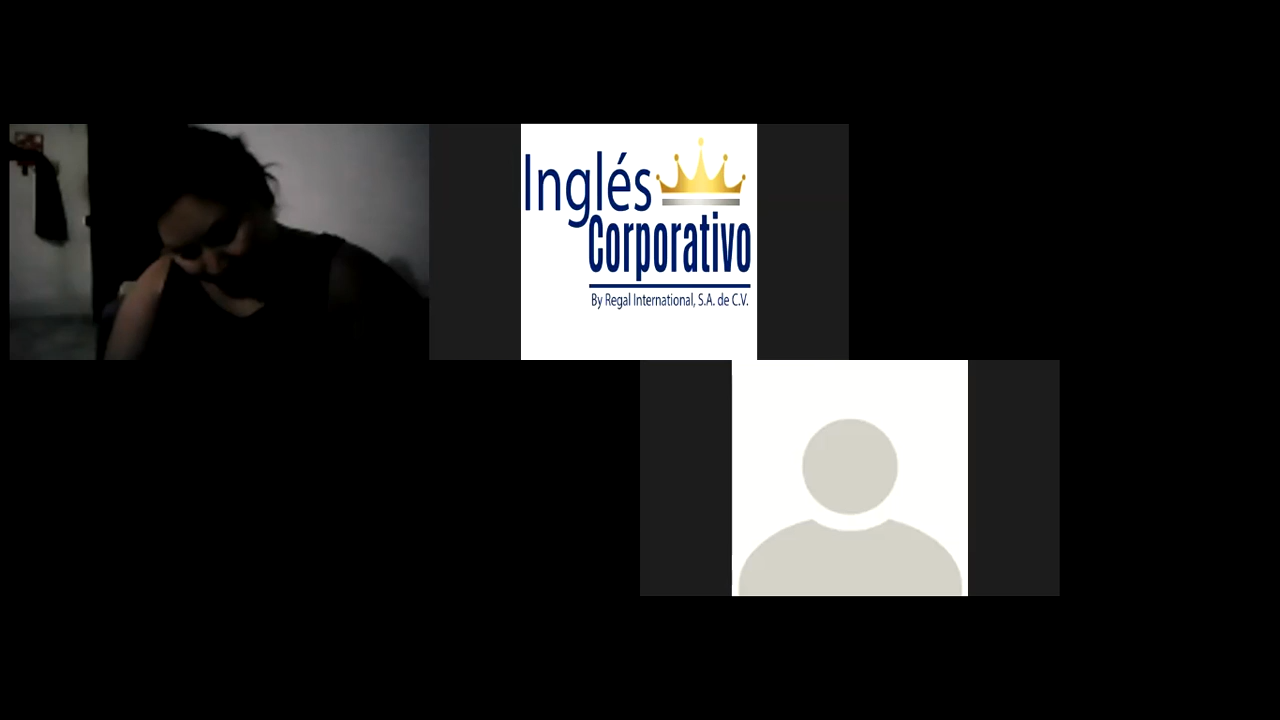 Inglés
Corporativo
By Regal International, S.A. de C.V.